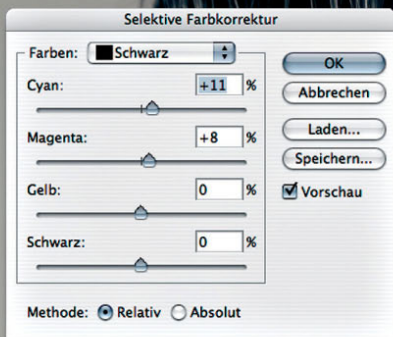 Selektive Farbkorrektur
Farben: Schwarz
Cyan: +11 %
Magenta: +8 %
Gelb: 0 %
Schwarz: 0 %
Methode: Relativ Absolut
OK
Abbrechen
Laden...
Speichern...
Vorschau